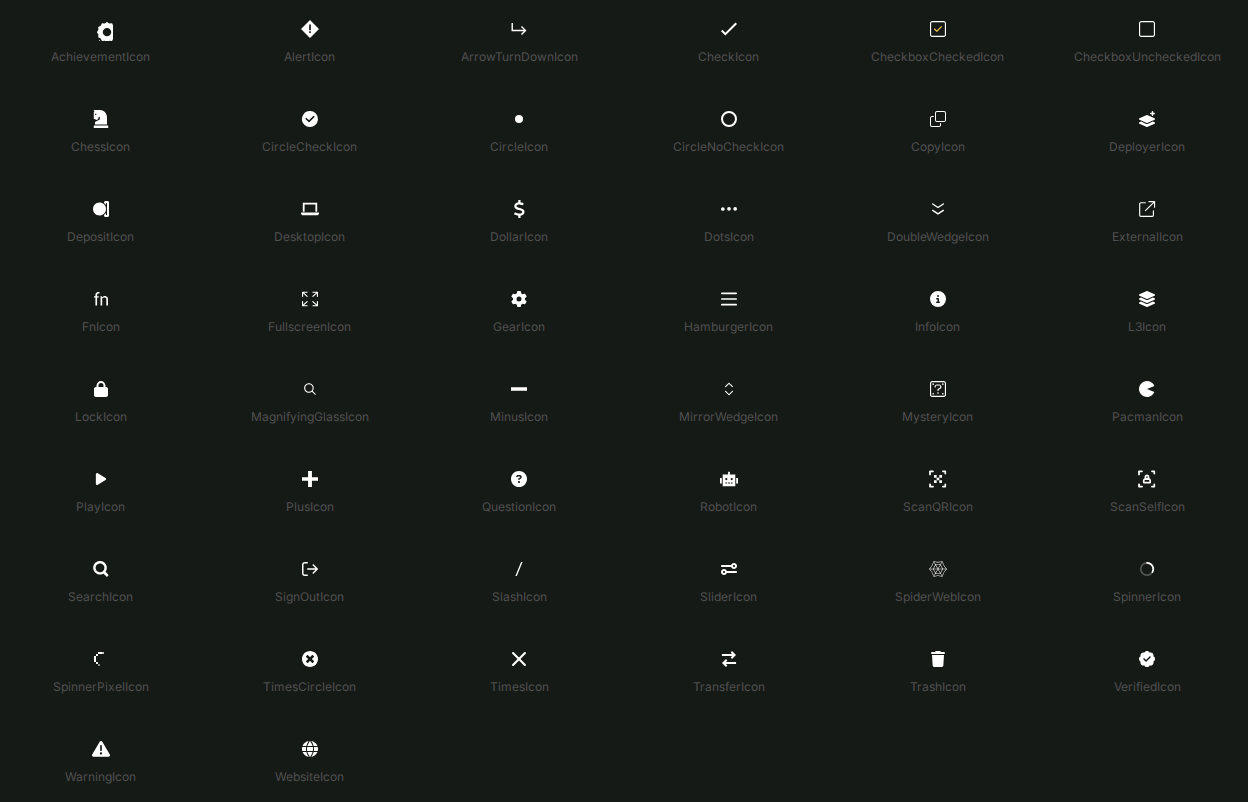 AchievementIcon AlertIcon ArrowTurnDownIcon CheckIcon CheckboxCheckedIcon CheckboxUncheckedIcon
ChessIcon CircleCheckIcon CircleIcon CircleNoCheckIcon CopyIcon DeployerIcon
DepositIcon DesktopIcon DollarIcon DotsIcon DoubleWedgeIcon ExternalIcon
fn
FnIcon FullscreenIcon GearIcon HamburgerIcon InfoIcon L3Icon
LockIcon MagnifyingGlassIcon MinusIcon MirrorWedgeIcon MysteryIcon PacmanIcon
PlayIcon PlusIcon QuestionIcon RobotIcon ScanQRIcon ScanSelfIcon
SearchIcon SignOutIcon SlashIcon SliderIcon SpiderWebIcon SpinnerIcon
SpinnerPixelIcon TimesCircleIcon TimesIcon TransferIcon TrashIcon VerifiedIcon
WarningIcon WebsiteIcon